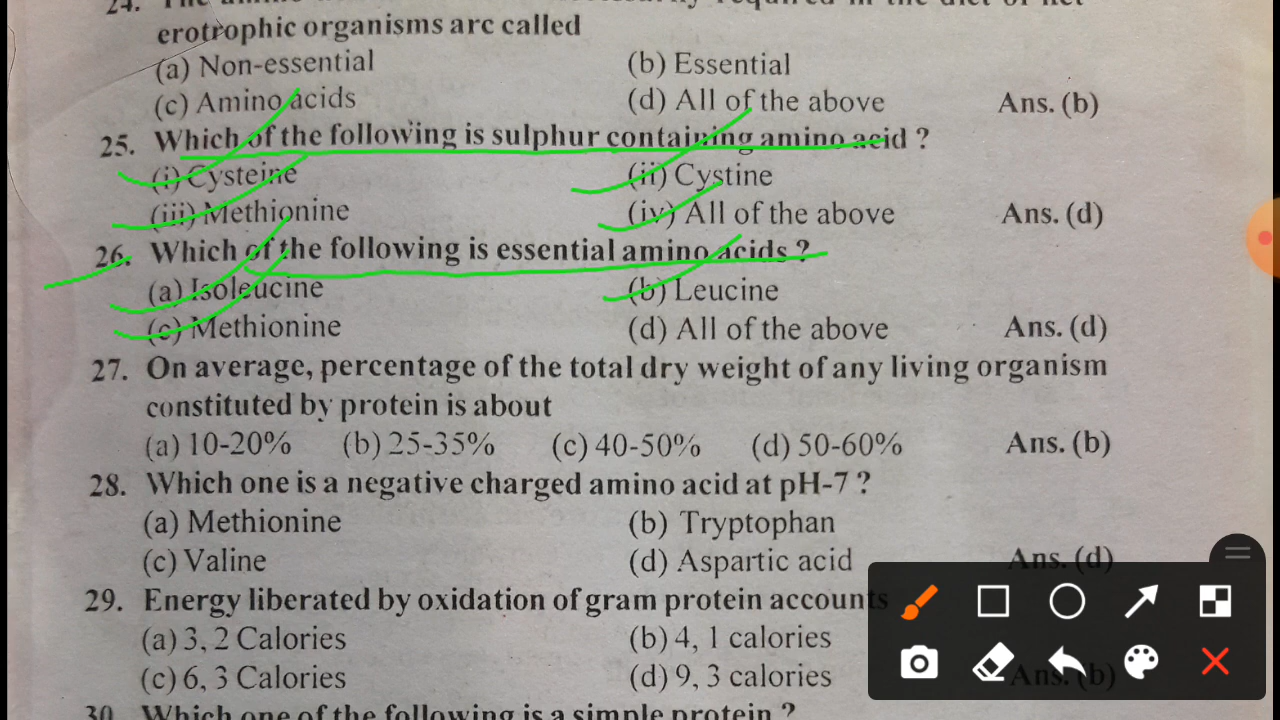 erotrophic organisms are called
(a) Non-essential (b) Essential
(c) Amino acids (d) All of the above Ans. (b)
25. Which of the following is sulphur containing amino acid ?
(i) Cysteine (ii) Cystine
(iii) Methionine (iv) All of the above Ans. (d)
26. Which of the following is essential amino acids ?
(a) Isoleucine (b) Leucine
(c) Methionine (d) All of the above Ans. (d)
27. On average, percentage of the total dry weight of any living organism
constituted by protein is about
(a) 10-20% (b) 25-35% (c) 40-50% (d) 50-60% Ans. (b)
28. Which one is a negative charged amino acid at pH-7 ?
(a) Methionine (b) Tryptophan
(c) Valine (d) Aspartic acid Ans. (d)
29. Energy liberated by oxidation of gram protein accounts
(a) 3, 2 Calories (b) 4, 1 calories
(c) 6, 3 Calories (d) 9, 3 calories Ans. (b)
30. Which one of the following is a simple protein ?